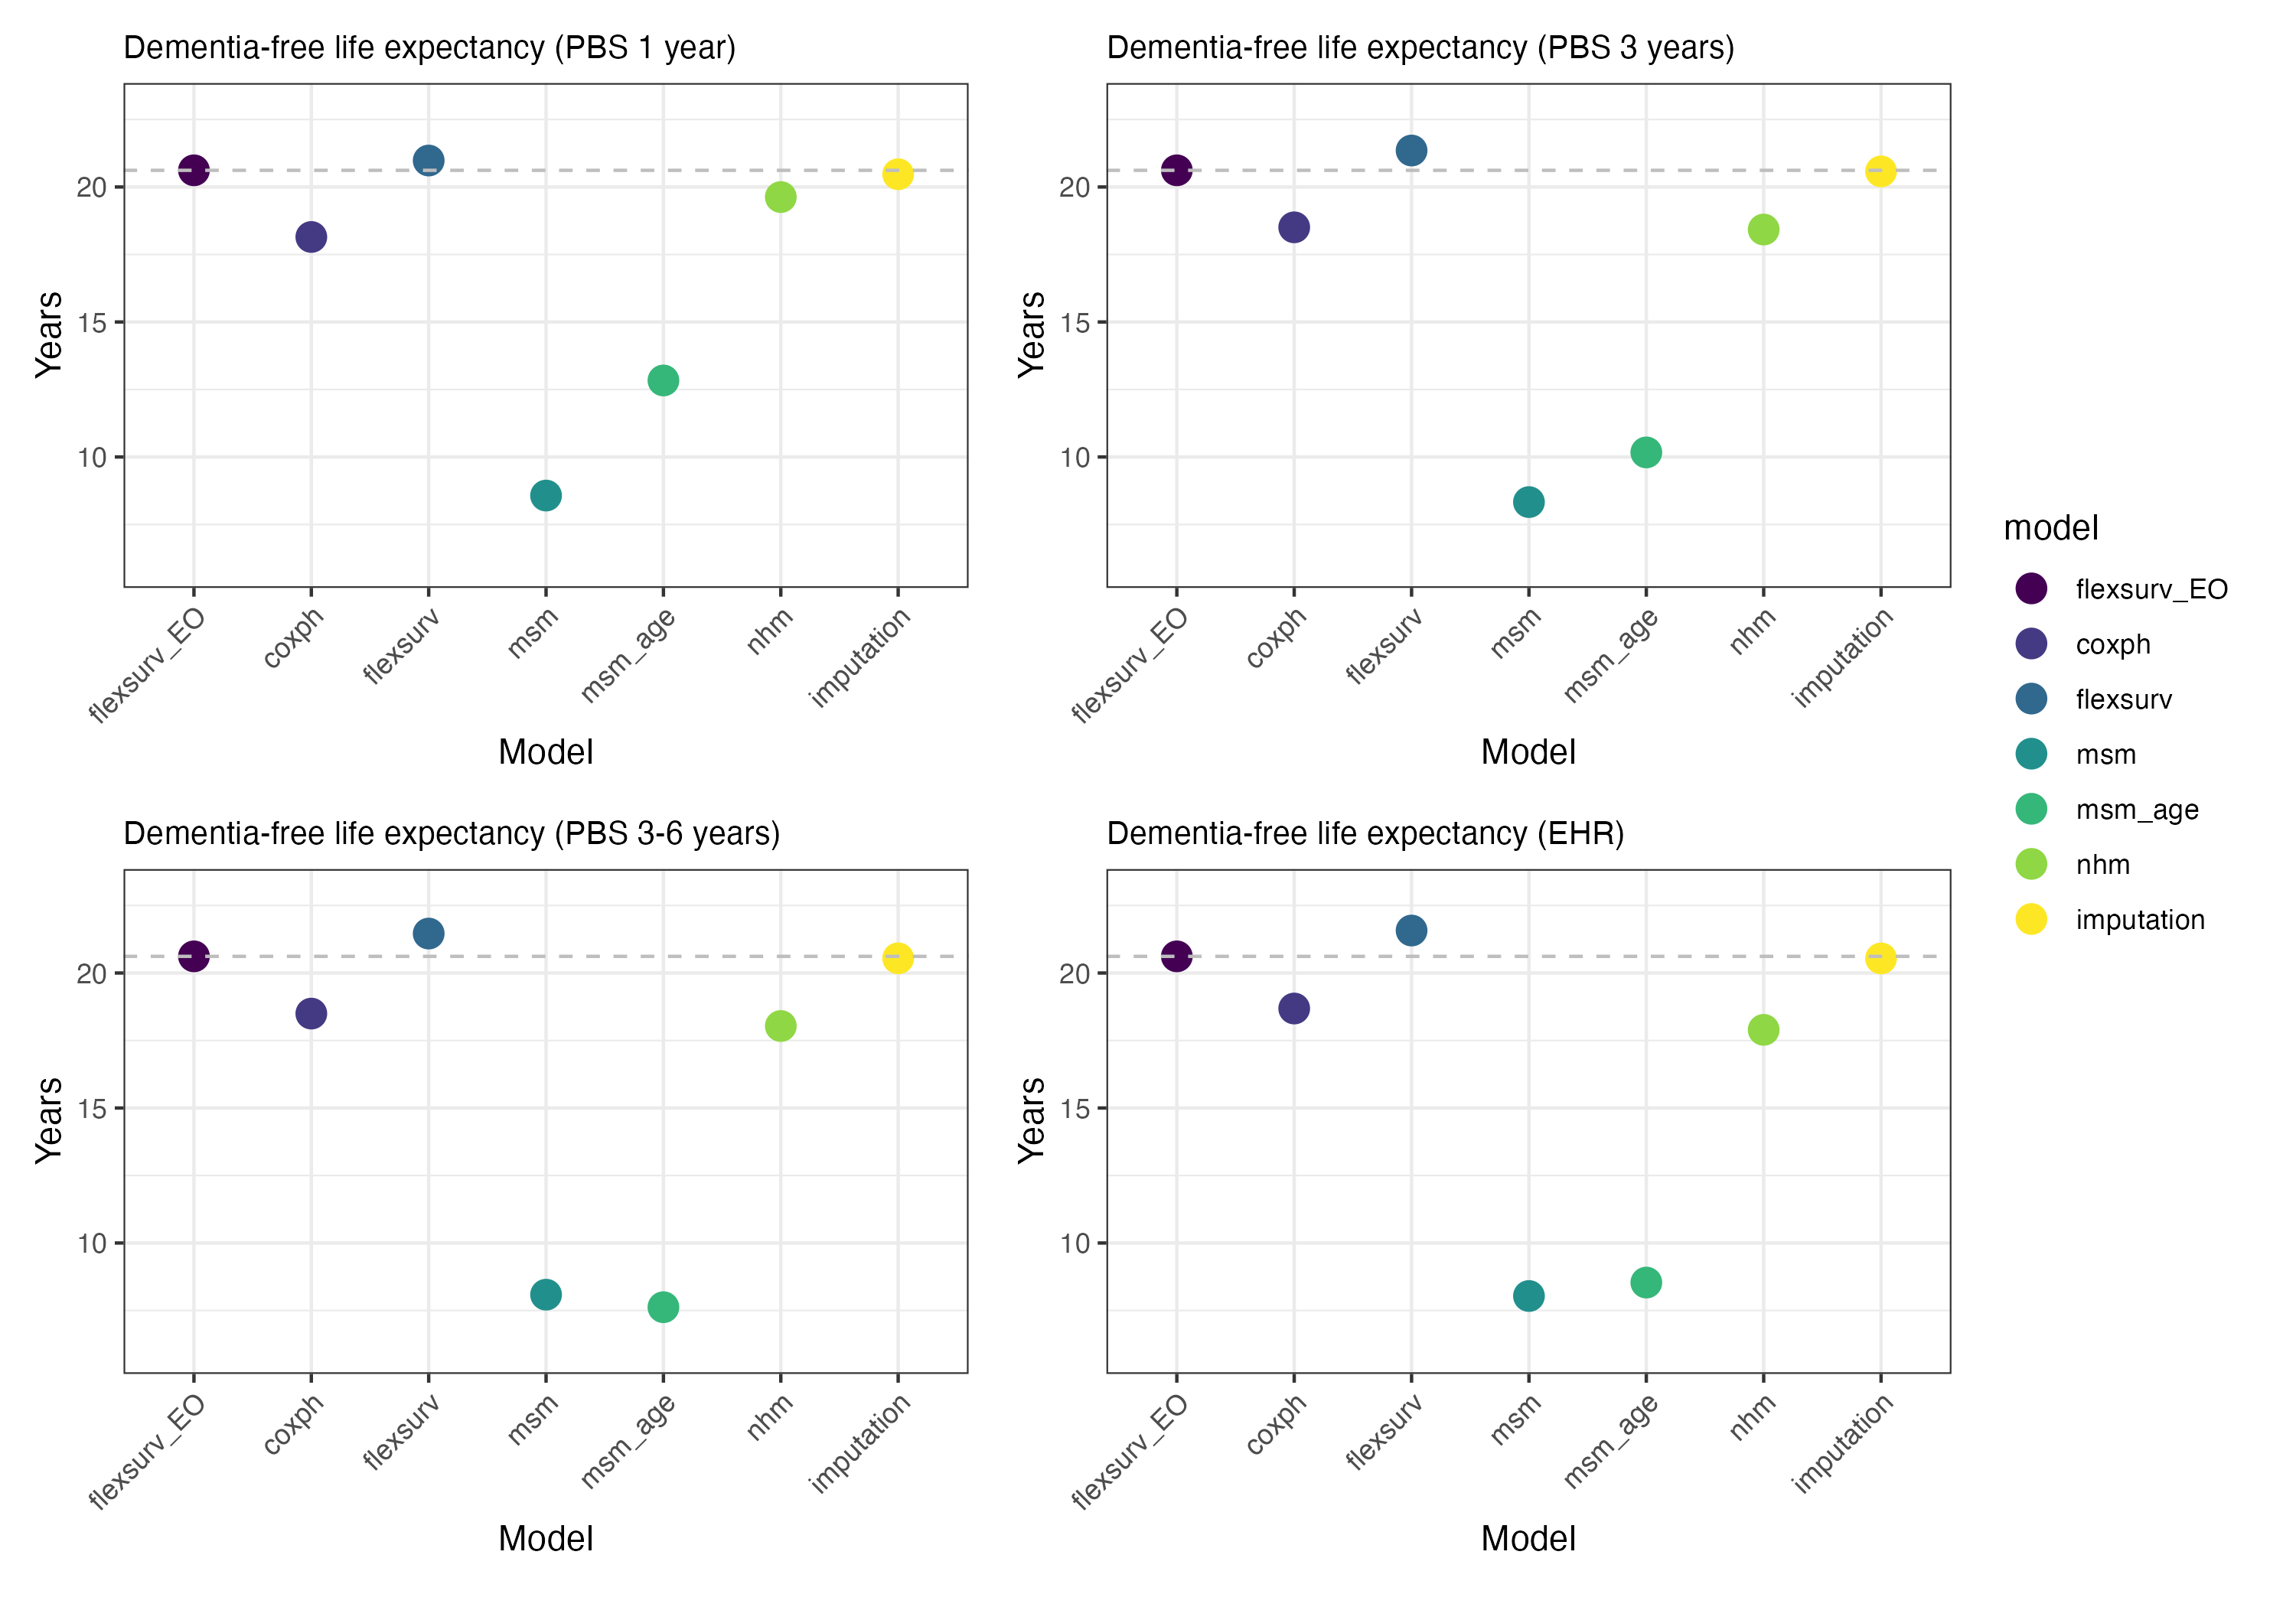 Dementia-free life expectancy (PBS 1 year)
Years
20
15
10
flexsurv_EO
coxph
flexsurv
msm
msm_age
nhm
imputation
Model
Dementia-free life expectancy (PBS 3 years)
Years
20
15
10
flexsurv_EO
coxph
flexsurv
msm
msm_age
nhm
imputation
Model
Dementia-free life expectancy (PBS 3-6 years)
Years
20
15
10
flexsurv_EO
coxph
flexsurv
msm
msm_age
nhm
imputation
Model
Dementia-free life expectancy (EHR)
Years
20
15
10
flexsurv_EO
coxph
flexsurv
msm
msm_age
nhm
imputation
Model
model
flexsurv_EO
coxph
flexsurv
msm
msm_age
nhm
imputation